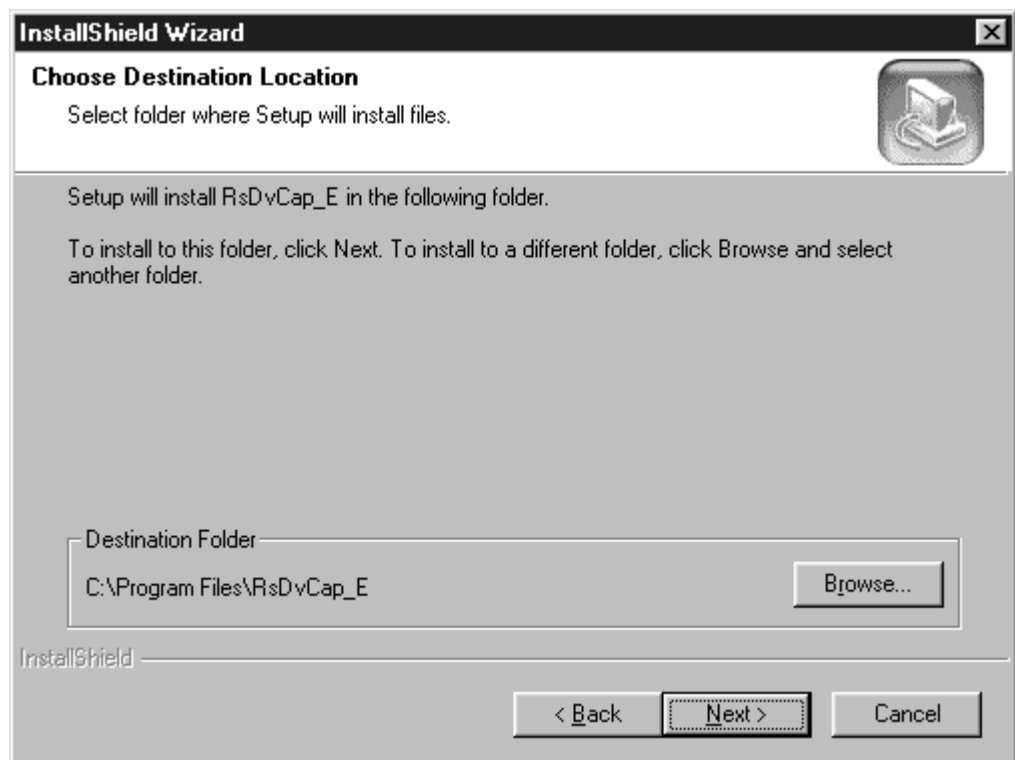 InstallShield Wizard
Choose Destination Location
Select folder where Setup will install files.
Setup will install RsDvCap_E in the following folder.
To install to this folder, click Next. To install to a different folder, click Browse and select
another folder.
Destination Folder
C:\Program Files\RsDvCap_E
Browse...
InstallShield
< Back
Next >
Cancel